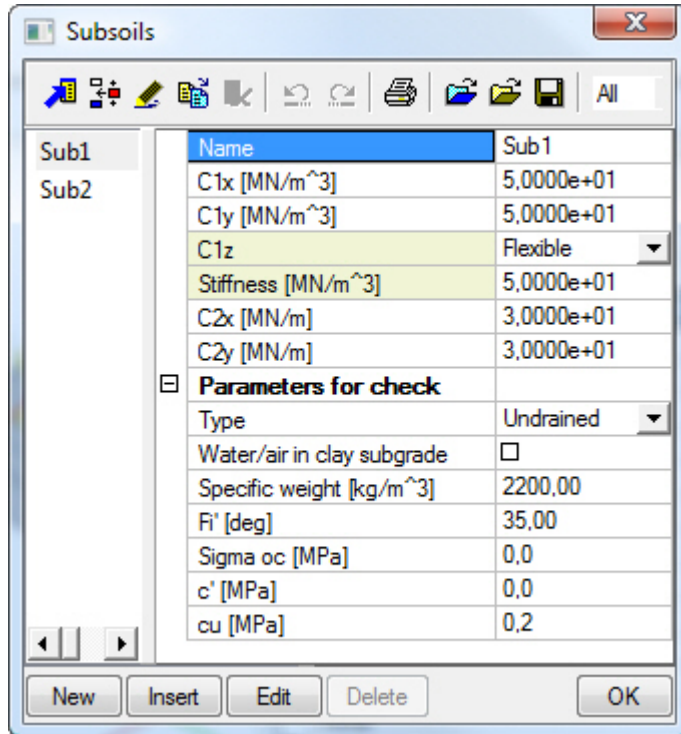 Subsoils
All
Sub1
Sub2
Name Sub1
C1x [MN/m^3] 5,0000e+01
C1y [MN/m^3] 5,0000e+01
C1z Flexible
Stiffness [MN/m^3] 5,0000e+01
C2x [MN/m] 3,0000e+01
C2y [MN/m] 3,0000e+01
Parameters for check
Type Undrained
Water/air in clay subgrade
Specific weight [kg/m^3] 2200,00
Fi' [deg] 35,00
Sigma oc [MPa] 0,0
c' [MPa] 0,0
cu [MPa] 0,2
New Insert Edit Delete OK